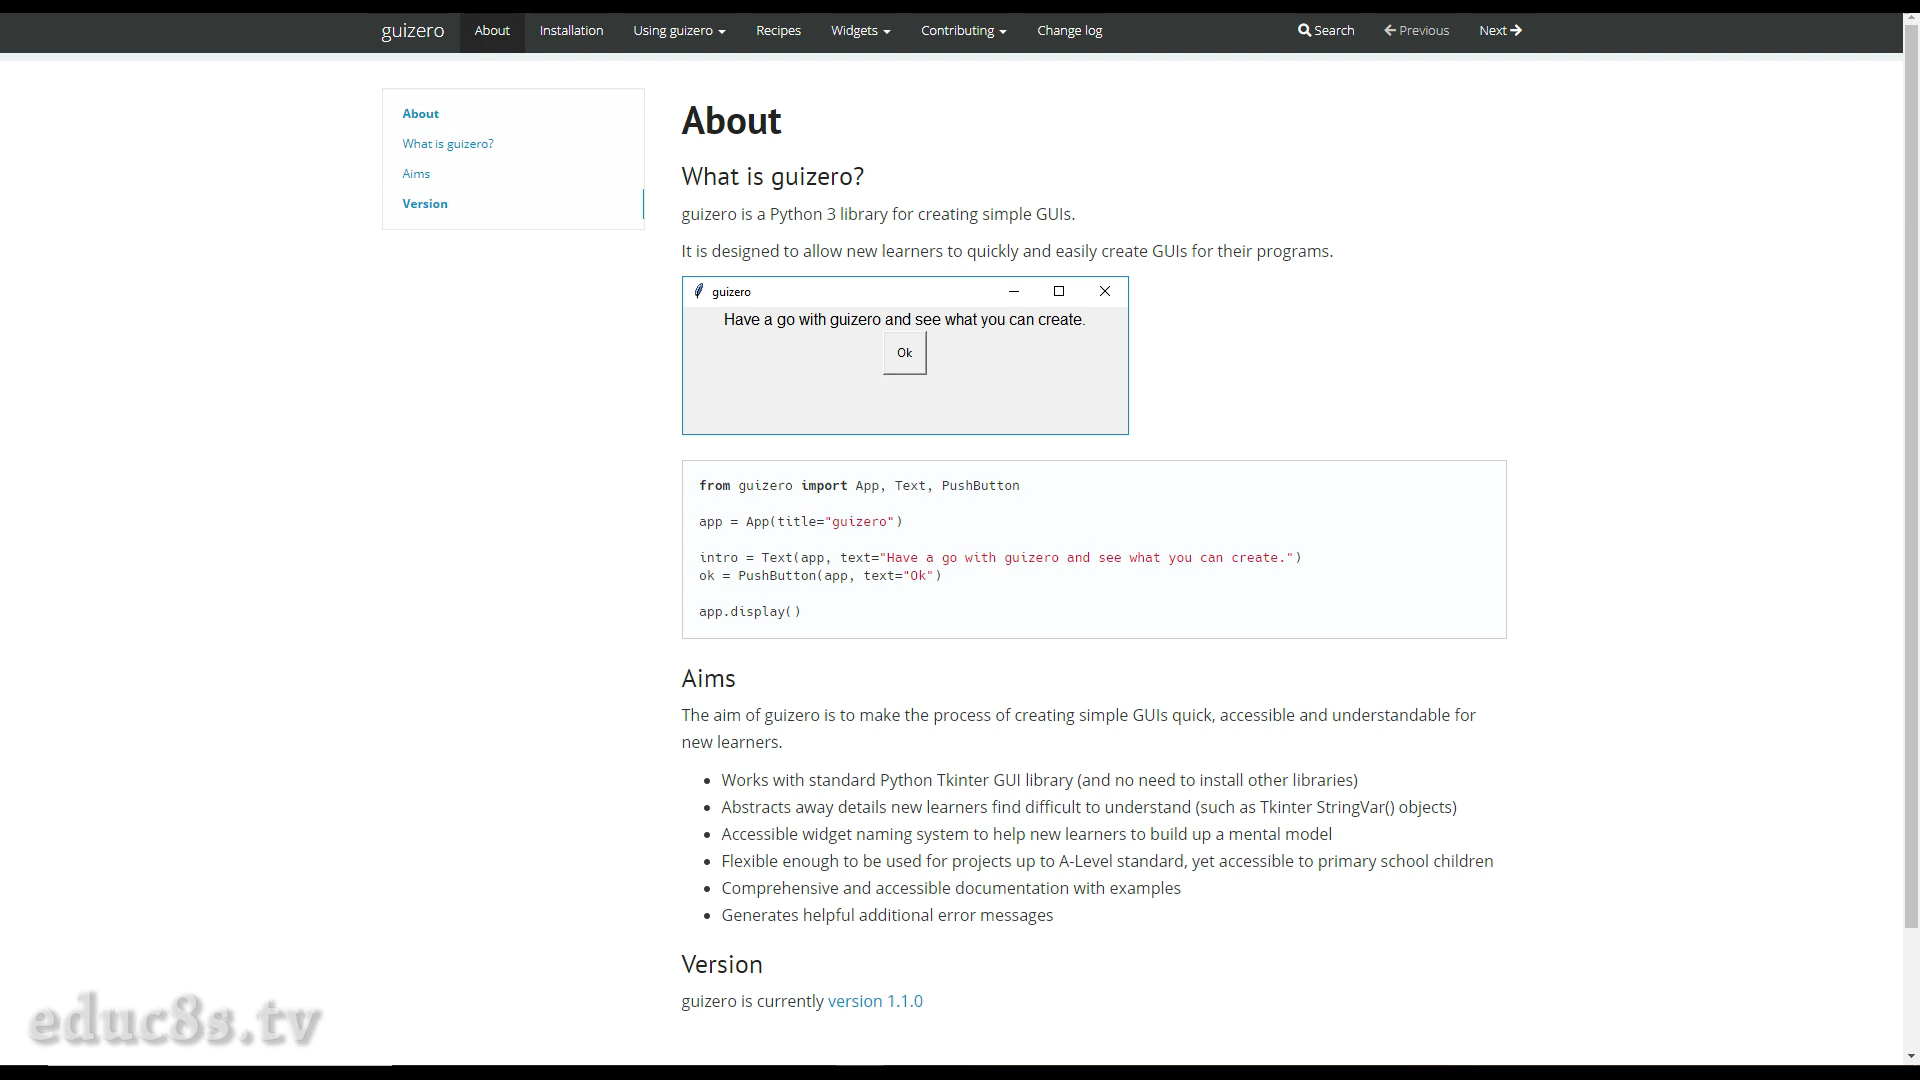 guizero About Installation Using guizero Recipes Widgets Contributing Change log Search Previous Next
About
What is guizero?
Aims
Version
About
What is guizero?
guizero is a Python 3 library for creating simple GUIs.
It is designed to allow new learners to quickly and easily create GUIs for their programs.
guizero
Have a go with guizero and see what you can create.
Ok
from guizero import App, Text, PushButton
app = App(title="guizero")
intro = Text(app, text="Have a go with guizero and see what you can create.")
ok = PushButton(app, text="Ok")
app.display()
Aims
The aim of guizero is to make the process of creating simple GUIs quick, accessible and understandable for
new learners.
• Works with standard Python Tkinter GUI library (and no need to install other libraries)
• Abstracts away details new learners find difficult to understand (such as Tkinter StringVar() objects)
• Accessible widget naming system to help new learners to build up a mental model
• Flexible enough to be used for projects up to A-Level standard, yet accessible to primary school children
• Comprehensive and accessible documentation with examples
• Generates helpful additional error messages
Version
guizero is currently version 1.1.0
educ8s.tv